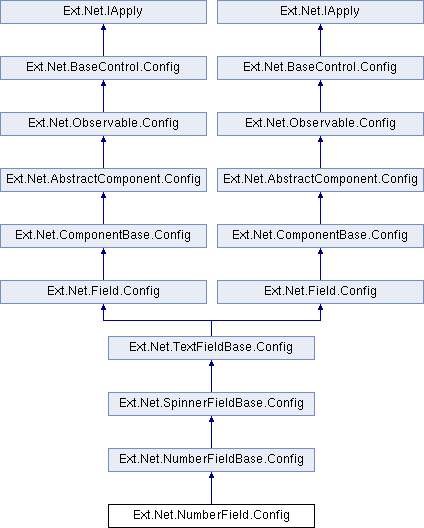 Ext.Net.IApply Ext.Net.IApply
Ext.Net.BaseControl.Config Ext.Net.BaseControl.Config
Ext.Net.Observable.Config Ext.Net.Observable.Config
Ext.Net.AbstractComponent.Config Ext.Net.AbstractComponent.Config
Ext.Net.ComponentBase.Config Ext.Net.ComponentBase.Config
Ext.Net.Field.Config Ext.Net.Field.Config
Ext.Net.TextFieldBase.Config
Ext.Net.SpinnerFieldBase.Config
Ext.Net.NumberFieldBase.Config
Ext.Net.NumberField.Config